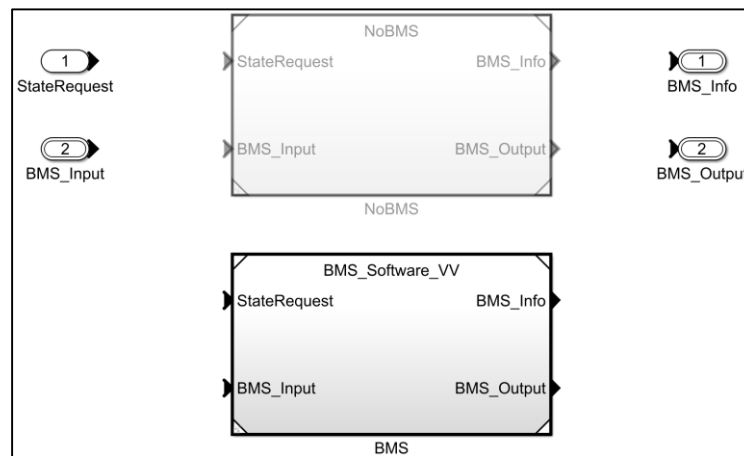 NoBMS
1
StateRequest
StateRequest
BMS_Info
1
BMS_Info
2
BMS_Input
BMS_Input
BMS_Output
2
BMS_Output
NoBMS
BMS_Software_VV
StateRequest
BMS_Info
BMS_Input
BMS_Output
BMS